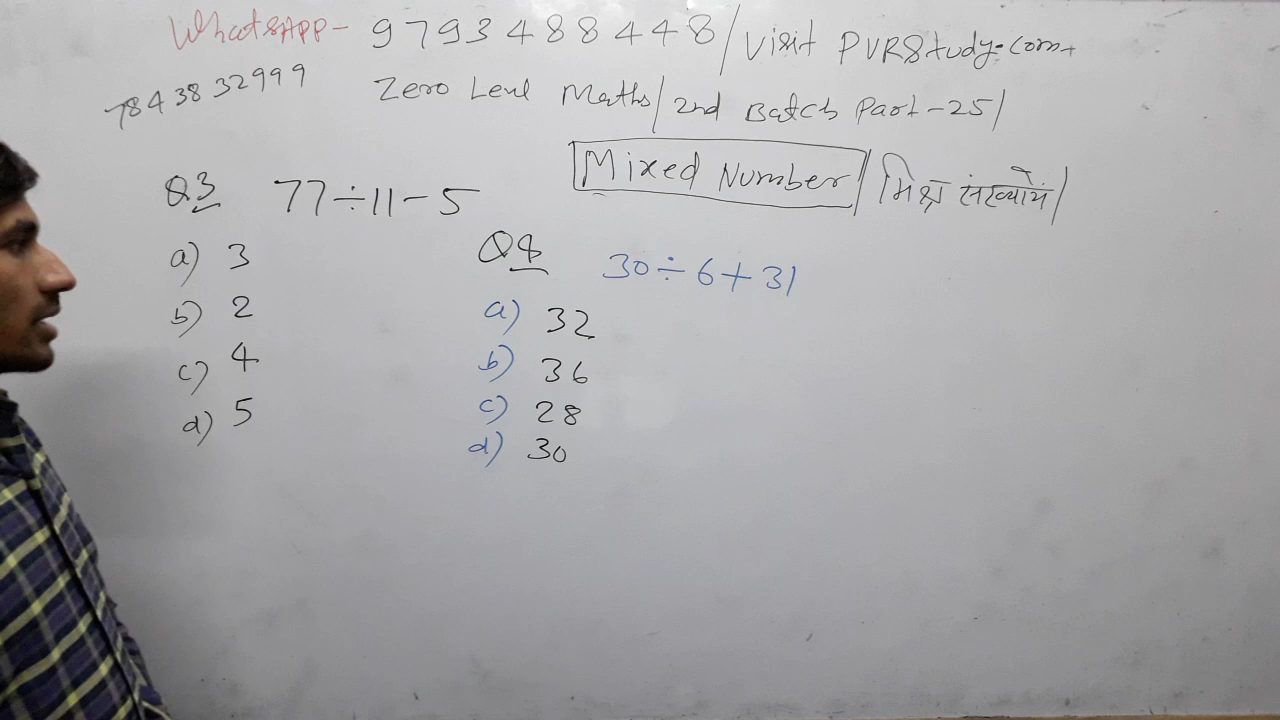 WhatsAPP- 9793488448/ Visit PVRStudy.com
7843832999 Zero Level Maths/ 2nd Batch Part-25/
Mixed Number/ मिश्र संख्यायें/
Q3 77÷11-5
a) 3
b) 2
c) 4
d) 5
Q4 30÷6+31
a) 32
b) 36
c) 28
d) 30